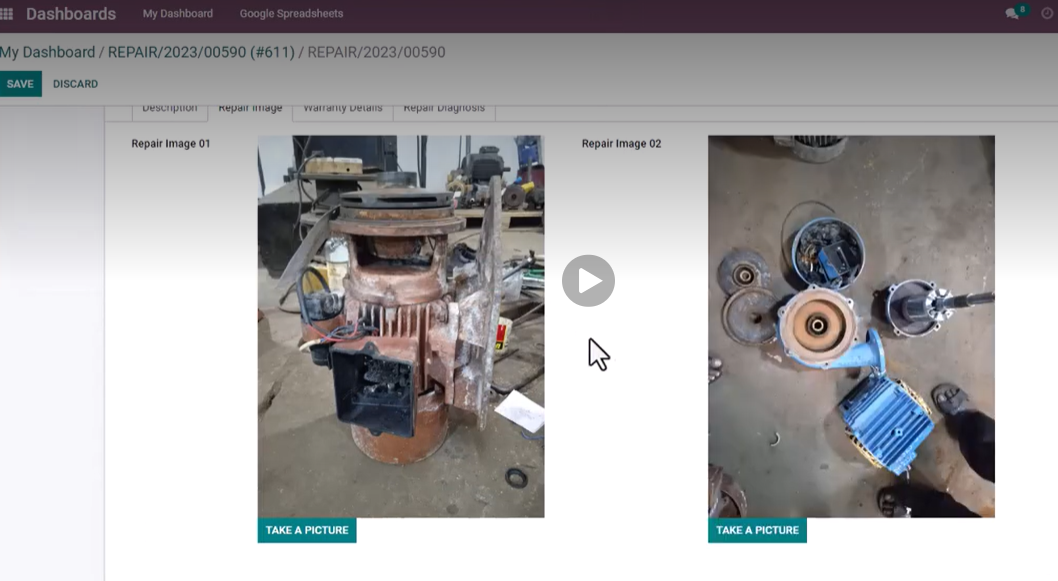 Dashboards My Dashboard Google Spreadsheets 8
My Dashboard / REPAIR/2023/00590 (#611) / REPAIR/2023/00590
SAVE DISCARD
Description Repair Image Warranty Details Repair Diagnosis
Repair Image 01 Repair Image 02
TAKE A PICTURE TAKE A PICTURE